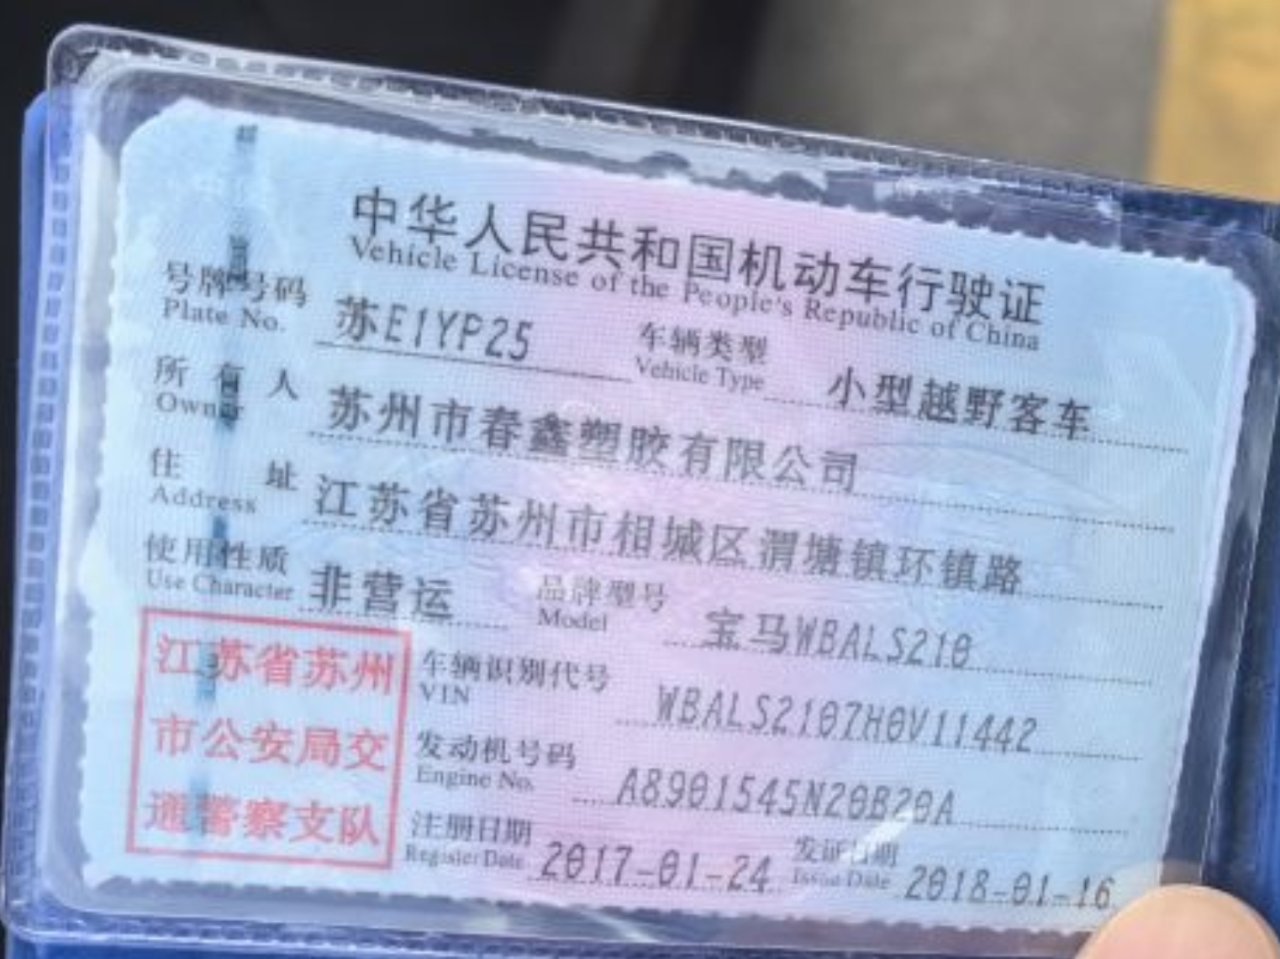 中华人民共和国机动车行驶证
Vehicle License of the People's Republic of China
号牌号码 苏E1YP25 车辆类型 小型越野客车
Plate No. Vehicle Type
所有人 苏州市春鑫塑胶有限公司
Owner
住址 江苏省苏州市相城区渭塘镇环镇路
Address
使用性质 非营运 品牌型号 宝马WBALS210
Use Character Model
江苏省苏州
市公安局交
通警察支队
车辆识别代号 WBALS2107H0V11442
VIN
发动机号码 A8901545N20B20A
Engine No.
注册日期 2017-01-24 发证日期 2018-01-16
Register Date Issue Date